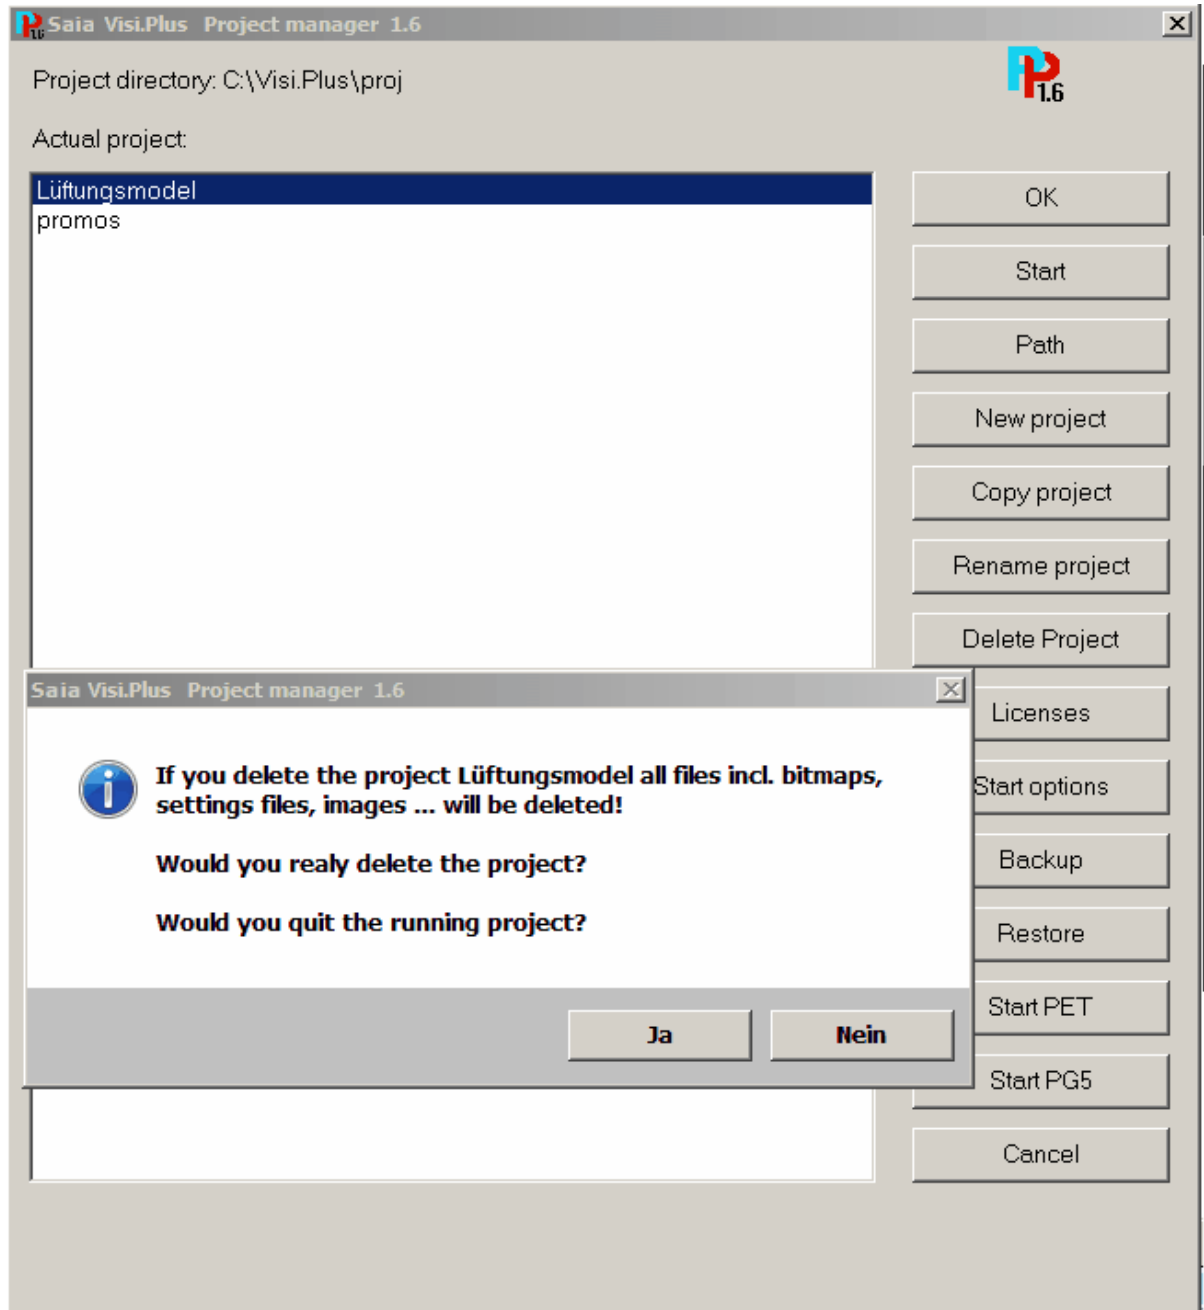 Saia Visi.Plus Project manager 1.6
Project directory: C:\Visi.Plus\proj
PP 1.6
Actual project:
Lüftungsmodel
promos
OK
Start
Path
New project
Copy project
Rename project
Delete Project
Licenses
Start options
Backup
Restore
Start PET
Start PG5
Cancel
Saia Visi.Plus Project manager 1.6
If you delete the project Lüftungsmodel all files incl. bitmaps,
settings files, images ... will be deleted!
Would you realy delete the project?
Would you quit the running project?
Ja
Nein